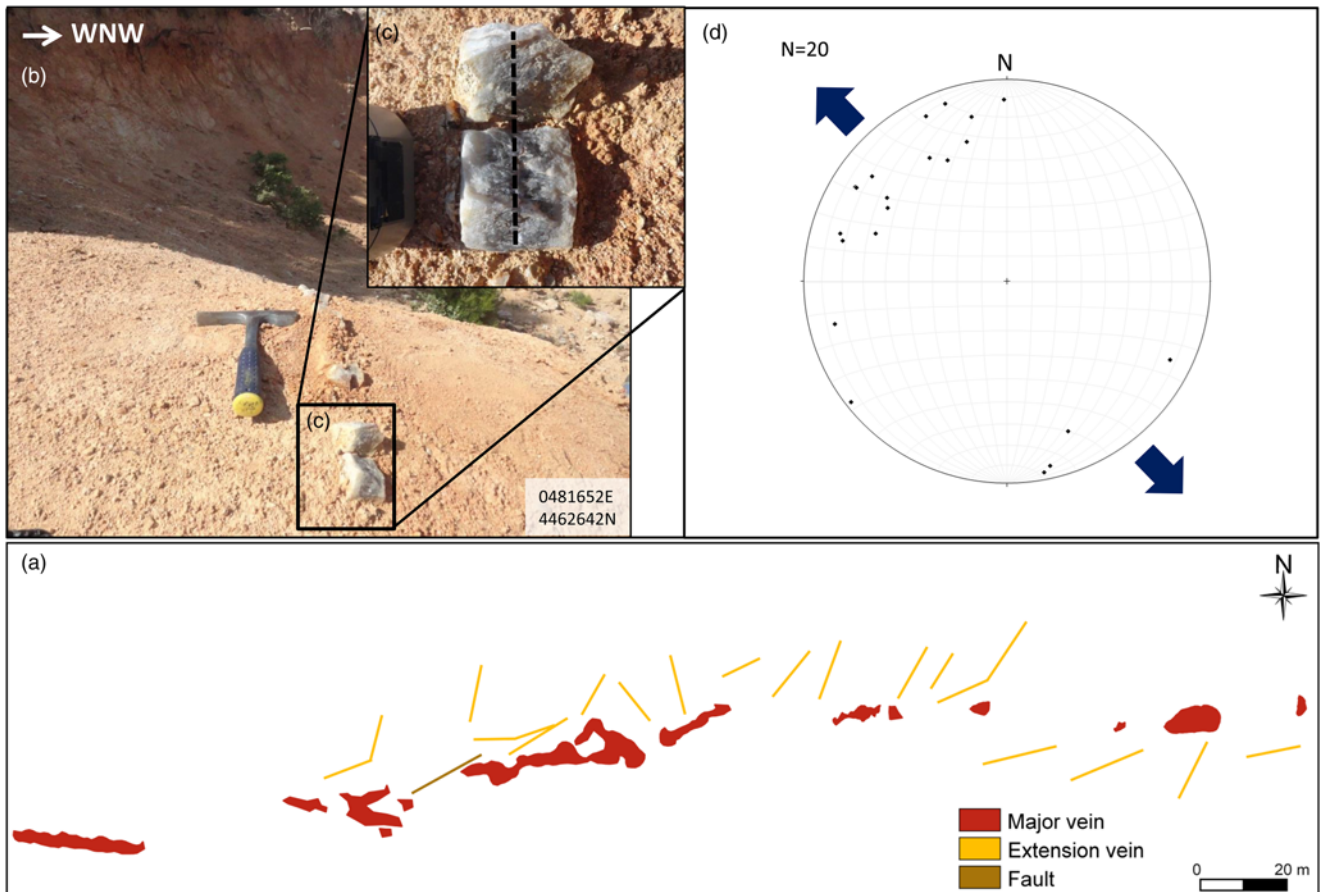 WNW
(b)
(c)
(c)
0481652E
4462642N
(d)
N=20
N
(a)
N
Major vein
Extension vein
Fault
0
20 m